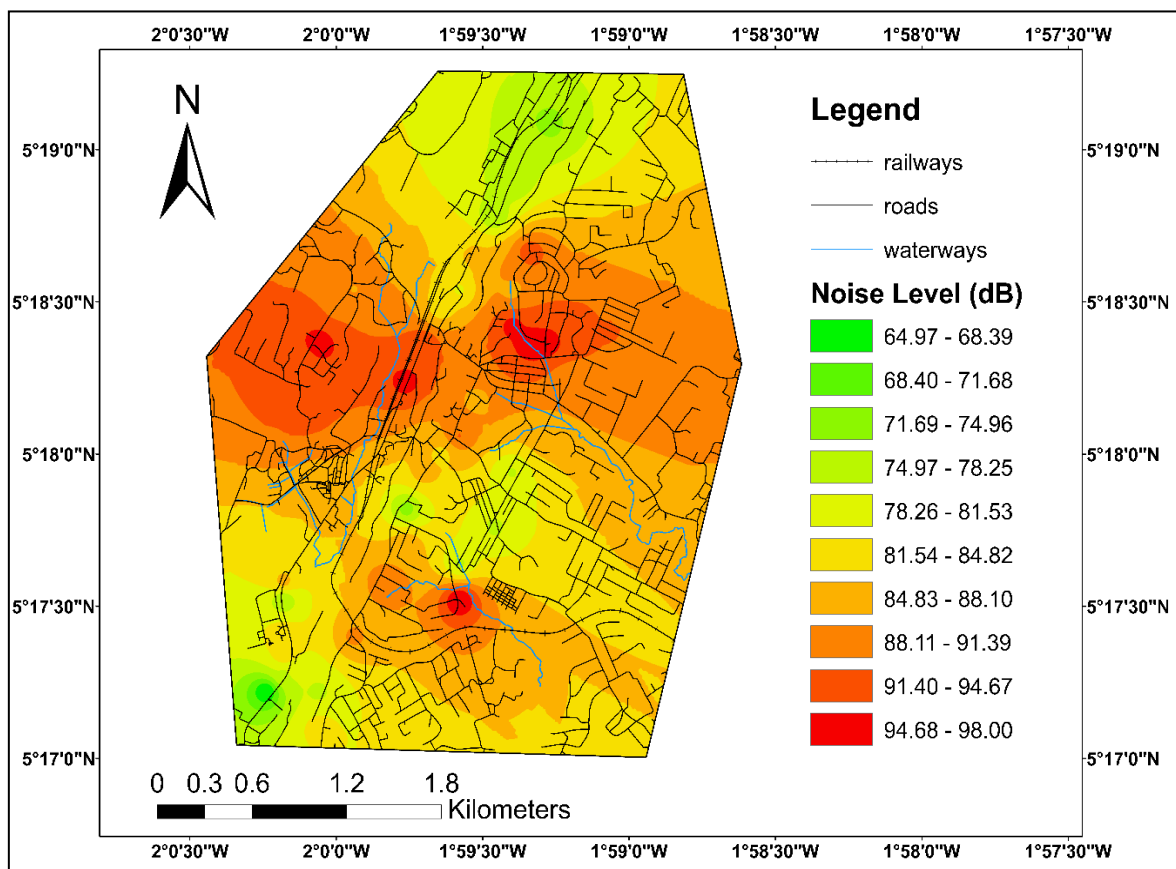 2°0'30"W 2°0'0"W 1°59'30"W 1°59'0"W 1°58'30"W 1°58'0"W 1°57'30"W
N
5°19'0"N 5°19'0"N
5°18'30"N 5°18'30"N
5°18'0"N 5°18'0"N
5°17'30"N 5°17'30"N
5°17'0"N 5°17'0"N
Legend
railways
roads
waterways
Noise Level (dB)
64.97 - 68.39
68.40 - 71.68
71.69 - 74.96
74.97 - 78.25
78.26 - 81.53
81.54 - 84.82
84.83 - 88.10
88.11 - 91.39
91.40 - 94.67
94.68 - 98.00
0 0.3 0.6 1.2 1.8
Kilometers
2°0'30"W 2°0'0"W 1°59'30"W 1°59'0"W 1°58'30"W 1°58'0"W 1°57'30"W